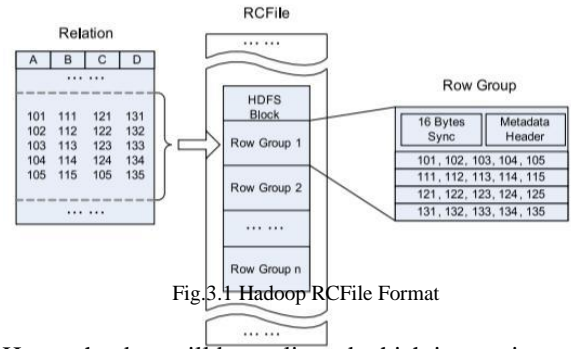 RCFile
Relation
A B C D
... ...
101 111 121 131
102 112 122 132
103 113 123 133
104 114 124 134
105 115 105 135
... ...
... ...
HDFS
Block
Row Group 1
Row Group 2
... ...
Row Group n
... ...
Row Group
16 Bytes
Sync
Metadata
Header
101, 102, 103, 104, 105
111, 112, 113, 114, 115
121, 122, 123, 124, 125
131, 132, 133, 134, 135
Fig.3.1 Hadoop RCFile Format